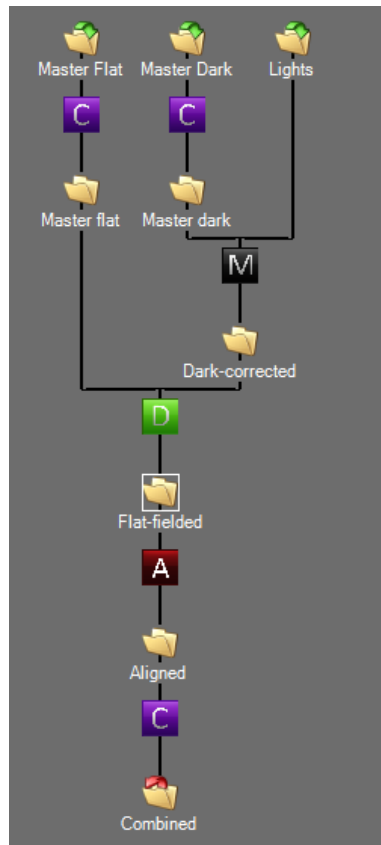 Master Flat Master Dark Lights
C C
Master flat Master dark
M
Dark-corrected
D
Flat-fielded
A
Aligned
C
Combined